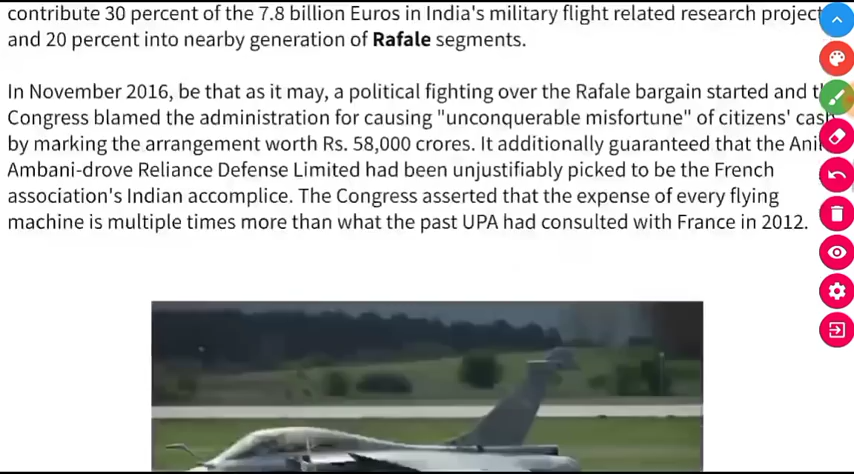 contribute 30 percent of the 7.8 billion Euros in India's military flight related research project
and 20 percent into nearby generation of Rafale segments.
In November 2016, be that as it may, a political fighting over the Rafale bargain started and
Congress blamed the administration for causing "unconquerable misfortune" of citizens' cash
by marking the arrangement worth Rs. 58,000 crores. It additionally guaranteed that the Anil
Ambani-drove Reliance Defense Limited had been unjustifiably picked to be the French
association's Indian accomplice. The Congress asserted that the expense of every flying
machine is multiple times more than what the past UPA had consulted with France in 2012.